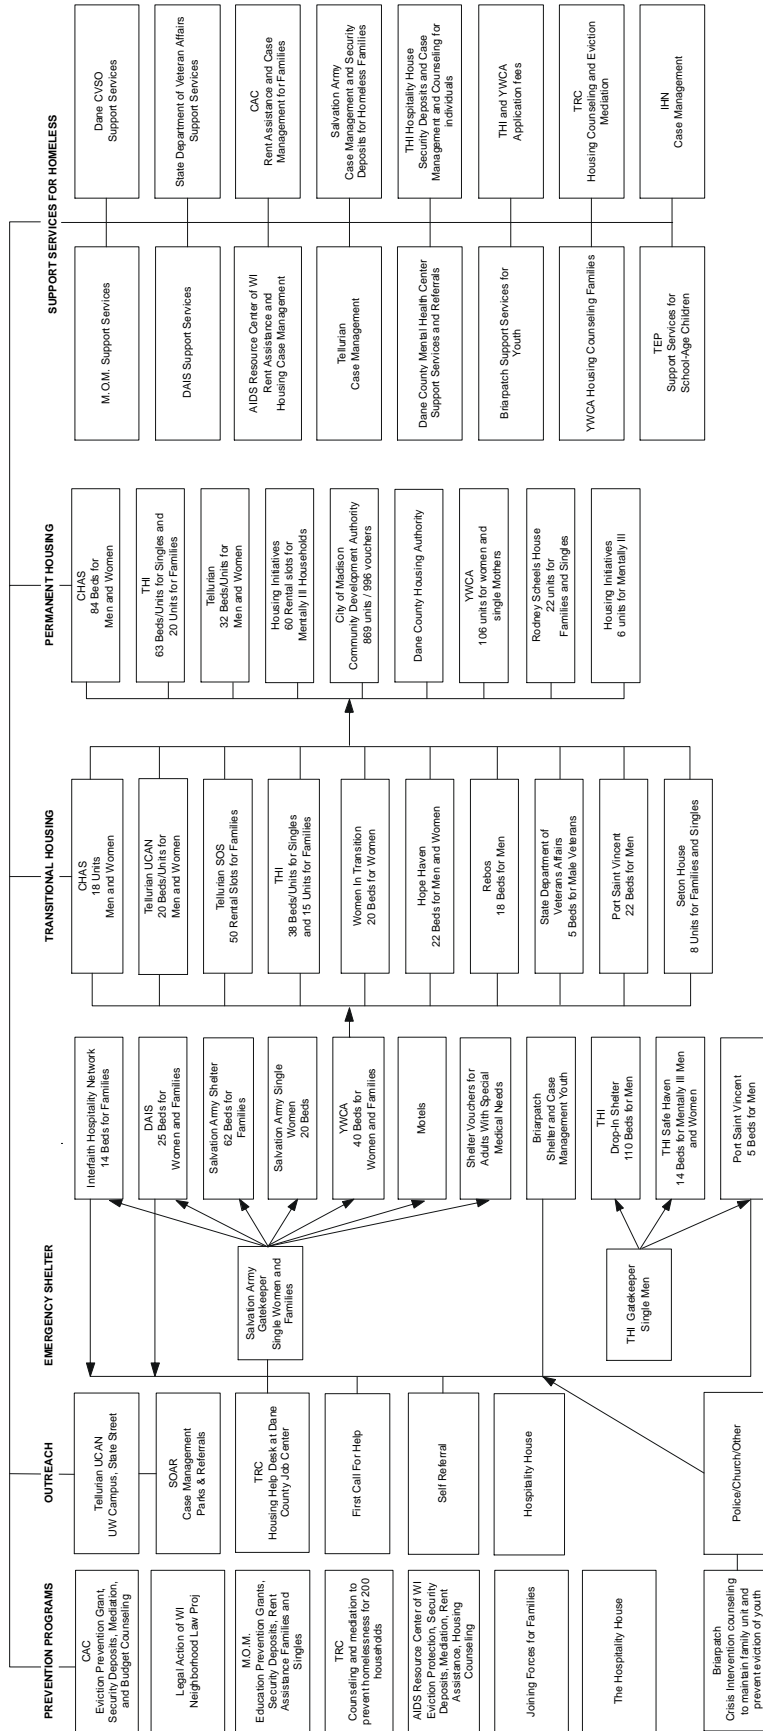 PREVENTION PROGRAMS
CAC
Eviction Prevention Grant,
Security Deposits, Mediation,
and Budget Counseling
Legal Action of WI
Neighborhood Law Proj
M.O.M.
Education Prevention Grants,
Security Deposits, Rent
Assistance Families and
Singles
TRC
Counseling and mediation to
prevent homelessness for 200
households
AIDS Resource Center of WI
Eviction Protection, Security
Deposits, Mediation, Rent
Assistance, Housing
Counseling
Joining Forces for Families
The Hospitality House
Briarpatch
Crisis Intervention counseling
to maintain family unit and
prevent eviction of youth
OUTREACH
Tellurian UCAN
UW Campus, State Street
SOAR
Case Management
Parks & Referrals
TRC
Housing Help Desk at Dane
County Job Center
First Call For Help
Self Referral
Hospitality House
Police/Church/Other
EMERGENCY SHELTER
Salvation Army
Gatekeeper
Single Women and
Families
THI Gatekeeper
Single Men
Interfaith Hospitality Network
14 Beds for Families
DAIS
25 Beds for
Women and Families
Salvation Army Shelter
62 Beds for
Families
Salvation Army Single
Women
20 Beds
YWCA
40 Beds for
Women and Families
Motels
Shelter Vouchers for
Adults With Special
Medical Needs
Briarpatch
Shelter and Case
Management Youth
THI
Drop-In Shelter
110 Beds for Men
THI Safe Haven
14 Beds for Mentally Ill Men
and Women
Port Saint Vincent
5 Beds for Men
TRANSITIONAL HOUSING
CHAS
18 Units
Men and Women
Tellurian UCAN
20 Beds/Units for
Men and Women
Tellurian SOS
50 Rental Slots for Families
THI
38 Beds/Units for Singles
and 15 Units for Families
Women In Transition
20 Beds for Women
Hope Haven
22 Beds for Men and Women
Rebos
18 Beds for Men
State Department of
Veterans Affairs
5 Beds for Male Veterans
Port Saint Vincent
22 Beds for Men
Seton House
8 Units for Families and Singles
PERMANENT HOUSING
CHAS
84 Beds for
Men and Women
THI
63 Beds/Units for Singles and
20 Units for Families
Tellurian
32 Beds/Units for
Men and Women
Housing Initiatives
60 Rental slots for
Mentally Ill Households
City of Madison
Community Development Authority
869 units / 996 vouchers
Dane County Housing Authority
YWCA
106 units for women and
single Mothers
Rodney Scheels House
22 units for
Families and Singles
Housing Initiatives
6 units for Mentally Ill
SUPPORT SERVICES FOR HOMELESS
M.O.M. Support Services
DAIS Support Services
AIDS Resource Center of WI
Rent Assistance and
Housing Case Management
Tellurian
Case Management
Dane County Mental Health Center
Support Services and Referrals
Briarpatch Support Services for
Youth
YWCA Housing Counseling Families
TEP
Support Services for
School-Age Children
Dane CVSO
Support Services
State Department of Veteran Affairs
Support Services
CAC
Rent Assistance and Case
Management for Families
Salvation Army
Case Management and Security
Deposits for Homeless Families
THI Hospitality House
Security Deposits and Case
Management and Counseling for
individuals
THI and YWCA
Application fees
TRC
Housing Counseling and Eviction
Mediation
IHN
Case Management